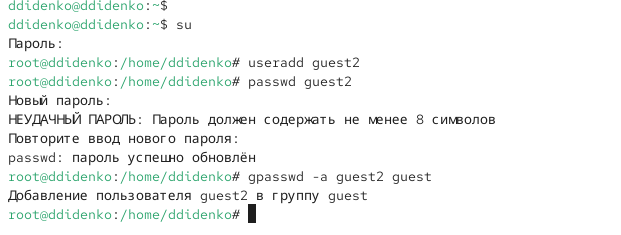 ddidenko@ddidenko:~$
ddidenko@ddidenko:~$ su
Пароль:
root@ddidenko:/home/ddidenko# useradd guest2
root@ddidenko:/home/ddidenko# passwd guest2
Новый пароль:
НЕУДАЧНЫЙ ПАРОЛЬ: Пароль должен содержать не менее 8 символов
Повторите ввод нового пароля:
passwd: пароль успешно обновлён
root@ddidenko:/home/ddidenko# gpasswd -a guest2 guest
Добавление пользователя guest2 в группу guest
root@ddidenko:/home/ddidenko#